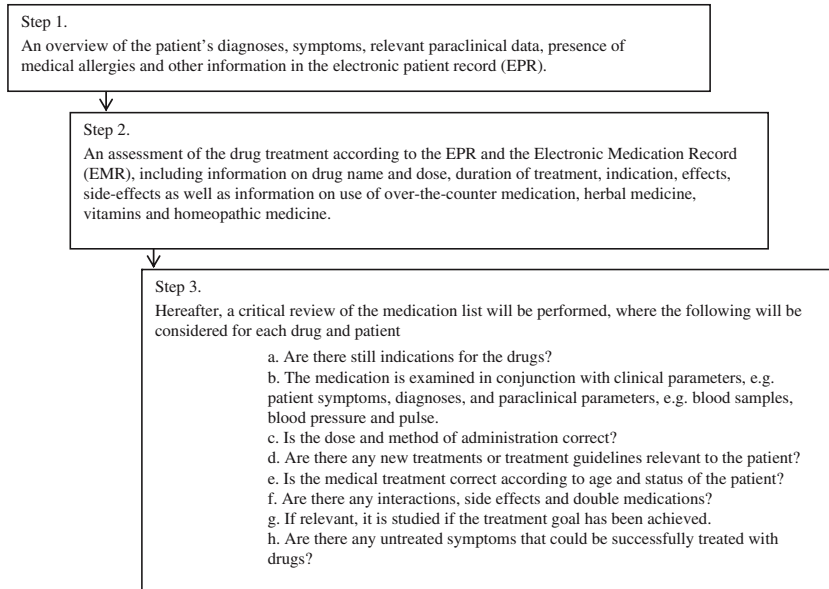 Step 1.
An overview of the patient's diagnoses, symptoms, relevant paraclinical data, presence of
medical allergies and other information in the electronic patient record (EPR).
Step 2.
An assessment of the drug treatment according to the EPR and the Electronic Medication Record
(EMR), including information on drug name and dose, duration of treatment, indication, effects,
side-effects as well as information on use of over-the-counter medication, herbal medicine,
vitamins and homeopathic medicine.
Step 3.
Hereafter, a critical review of the medication list will be performed, where the following will be
considered for each drug and patient
a. Are there still indications for the drugs?
b. The medication is examined in conjunction with clinical parameters, e.g.
patient symptoms, diagnoses, and paraclinical parameters, e.g. blood samples,
blood pressure and pulse.
c. Is the dose and method of administration correct?
d. Are there any new treatments or treatment guidelines relevant to the patient?
e. Is the medical treatment correct according to age and status of the patient?
f. Are there any interactions, side effects and double medications?
g. If relevant, it is studied if the treatment goal has been achieved.
h. Are there any untreated symptoms that could be successfully treated with
drugs?